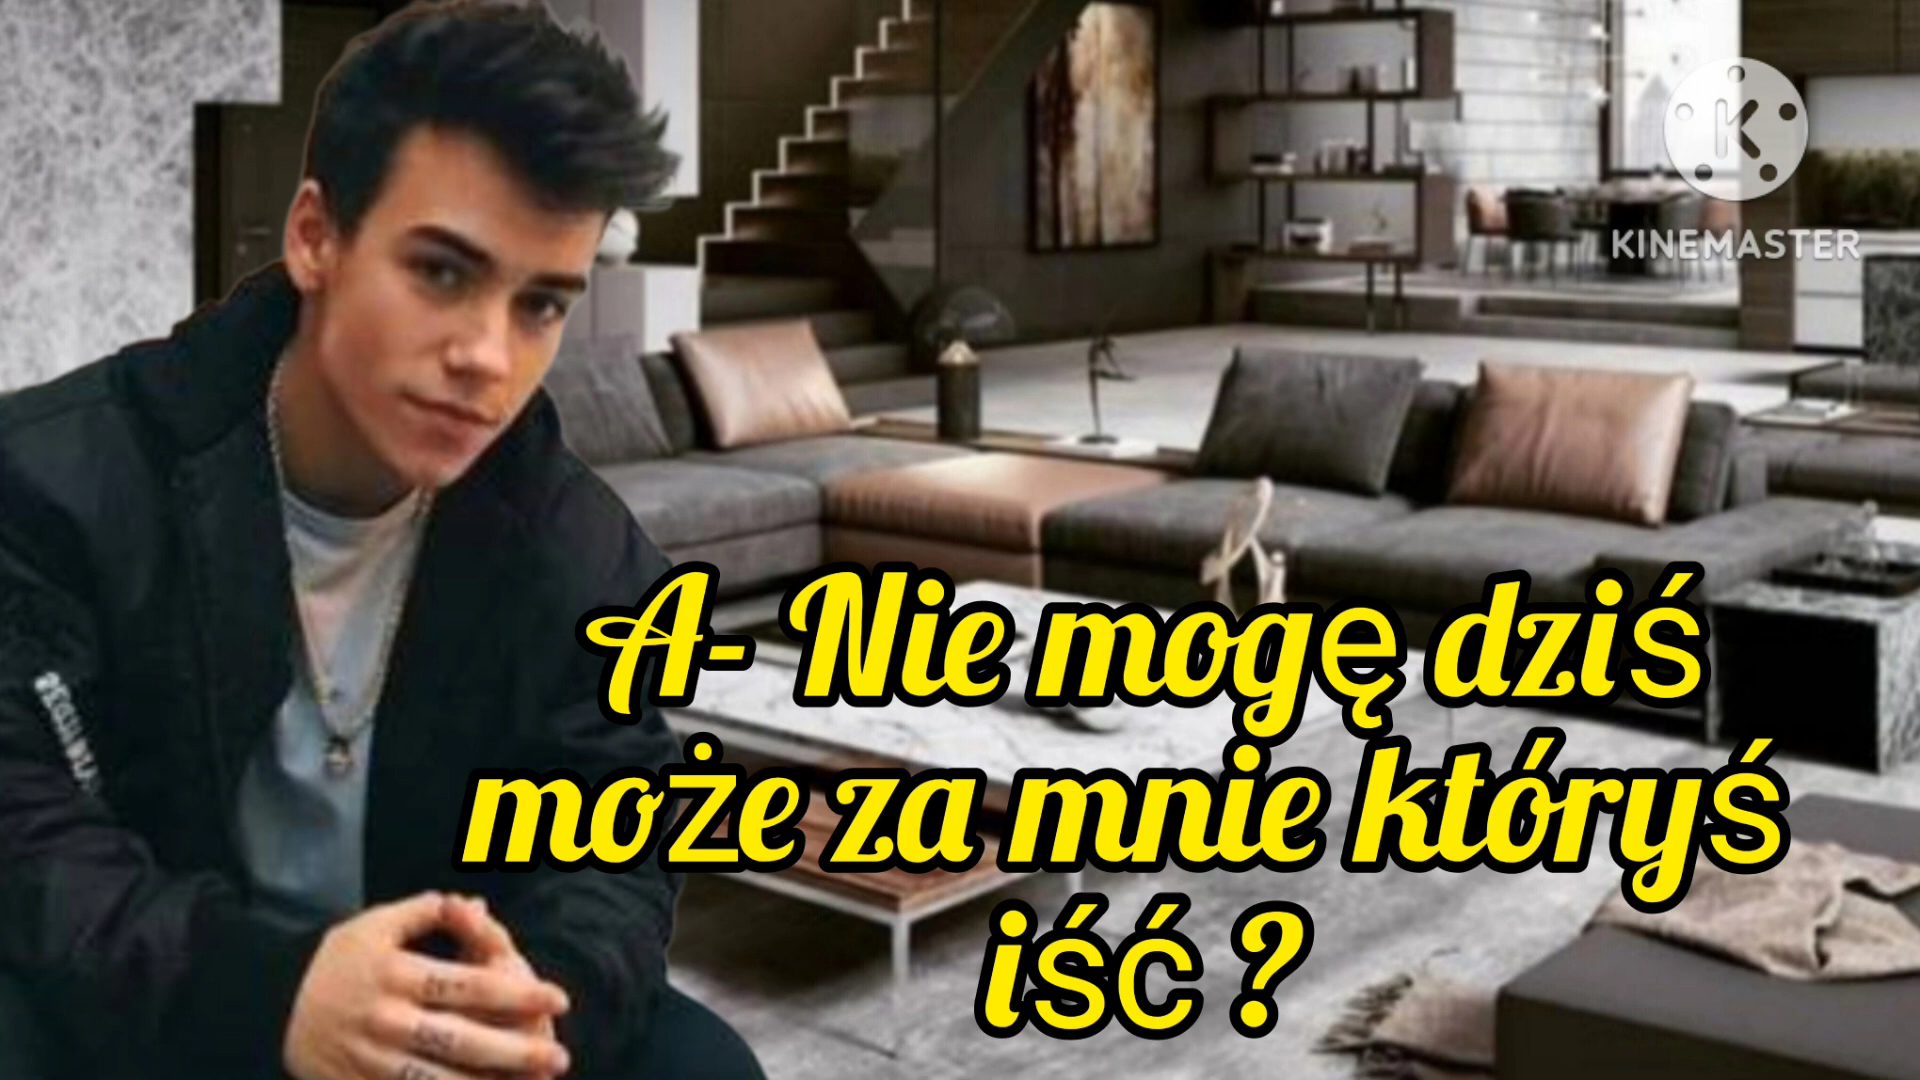 KINEMASTER
A- Nie mogę dziś
może za mnie któryś
iść ?